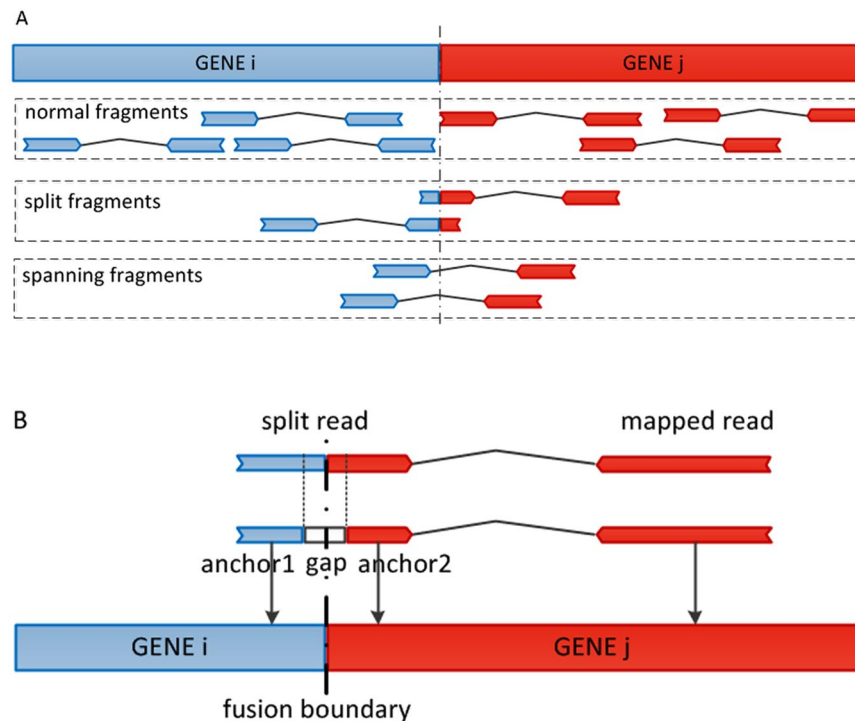 A
GENE i
GENE j
normal fragments
split fragments
spanning fragments
B
split read
mapped read
anchor1 gap anchor2
GENE i
GENE j
fusion boundary